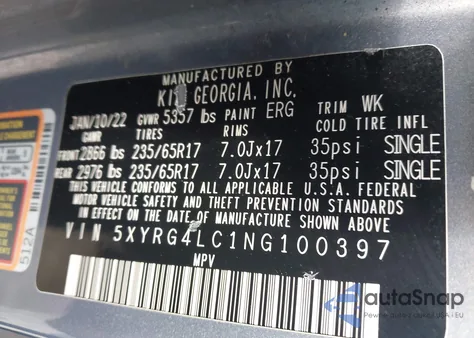 MANUFACTURED BY
KI GEORGIA, INC.
JAN/10/22 GVWR 5357 lbs PAINT ERG TRIM WK
GAWR TIRES RIMS COLD TIRE INFL
FRONT 2866 lbs 235/65R17 7.0Jx17 35psi SINGLE
REAR 2976 lbs 235/65R17 7.0Jx17 35psi SINGLE
THIS VEHICLE CONFORMS TO ALL APPLICABLE U.S.A. FEDERAL
MOTOR VEHICLE SAFETY AND THEFT PREVENTION STANDARDS
IN EFFECT ON THE DATE OF MANUFACTURE SHOWN ABOVE.
VIN 5XYRG4LC1NG100397
MPV
512A
autoSnap